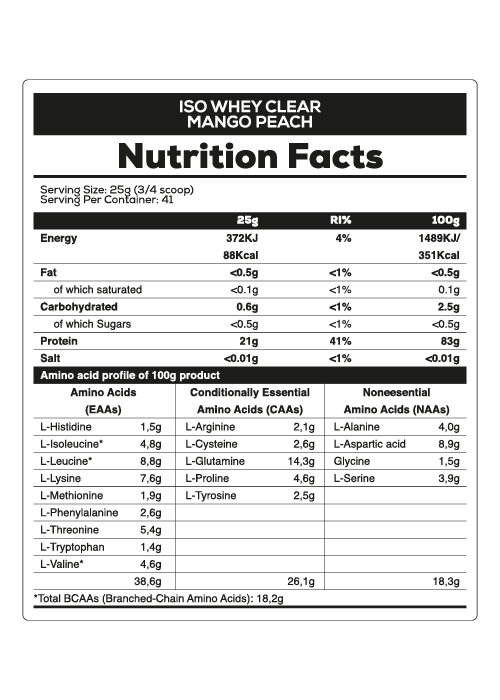 ISO WHEY CLEAR
MANGO PEACH
Nutrition Facts
Serving Size: 25g (3/4 scoop)
Serving Per Container: 41
25g RI% 100g
Energy 372KJ 4% 1489KJ/
88Kcal 351Kcal
Fat <0.5g <1% <0.5g
of which saturated <0.1g <1% 0.1g
Carbohydrated 0.6g <1% 2.5g
of which Sugars <0.5g <1% <0.5g
Protein 21g 41% 83g
Salt <0.01g <1% <0.01g
Amino acid profile of 100g product
Amino Acids Conditionally Essential Noneesential
(EAAs) Amino Acids (CAAs) Amino Acids (NAAs)
L-Histidine 1,5g L-Arginine 2,1g L-Alanine 4,0g
L-Isoleucine* 4,8g L-Cysteine 2,6g L-Aspartic acid 8,9g
L-Leucine* 8,8g L-Glutamine 14,3g Glycine 1,5g
L-Lysine 7,6g L-Proline 4,6g L-Serine 3,9g
L-Methionine 1,9g L-Tyrosine 2,5g
L-Phenylalanine 2,6g
L-Threonine 5,4g
L-Tryptophan 1,4g
L-Valine* 4,6g
38,6g 26,1g 18,3g
*Total BCAAs (Branched-Chain Amino Acids): 18,2g